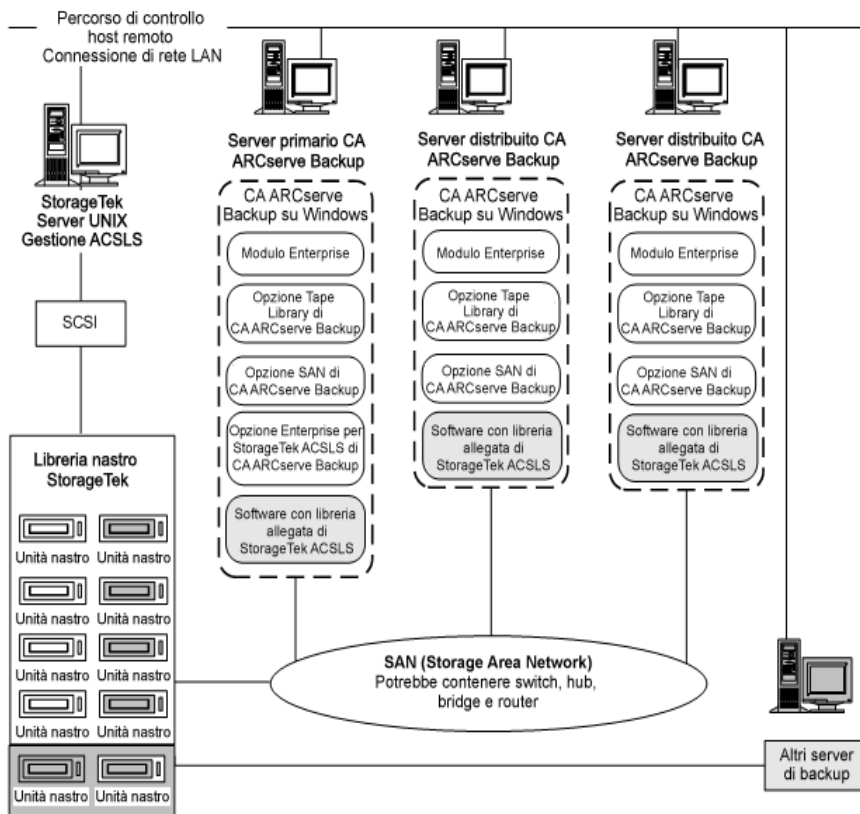 Percorso di controllo
host remoto
Connessione di rete LAN
StorageTek
Server UNIX
Gestione ACSLS
SCSI
Libreria nastro
StorageTek
Unità nastro Unità nastro
Unità nastro Unità nastro
Unità nastro Unità nastro
Unità nastro Unità nastro
Unità nastro Unità nastro
Server primario CA
ARCserve Backup
CA ARCserve
Backup su Windows
Modulo Enterprise
Opzione Tape
Library di
CA ARCserve Backup
Opzione SAN di
CA ARCserve Backup
Opzione Enterprise per
StorageTek ACSLS di
CA ARCserve Backup
Software con libreria
allegata di
StorageTek ACSLS
Server distribuito CA
ARCserve Backup
CA ARCserve
Backup su Windows
Modulo Enterprise
Opzione Tape
Library di
CA ARCserve Backup
Opzione SAN di
CA ARCserve Backup
Software con libreria
allegata di
StorageTek ACSLS
Server distribuito CA
ARCserve Backup
CA ARCserve
Backup su Windows
Modulo Enterprise
Opzione Tape
Library di
CA ARCserve Backup
Opzione SAN di
CA ARCserve Backup
Software con libreria
allegata di
StorageTek ACSLS
SAN (Storage Area Network)
Potrebbe contenere switch, hub,
bridge e router
Altri server
di backup